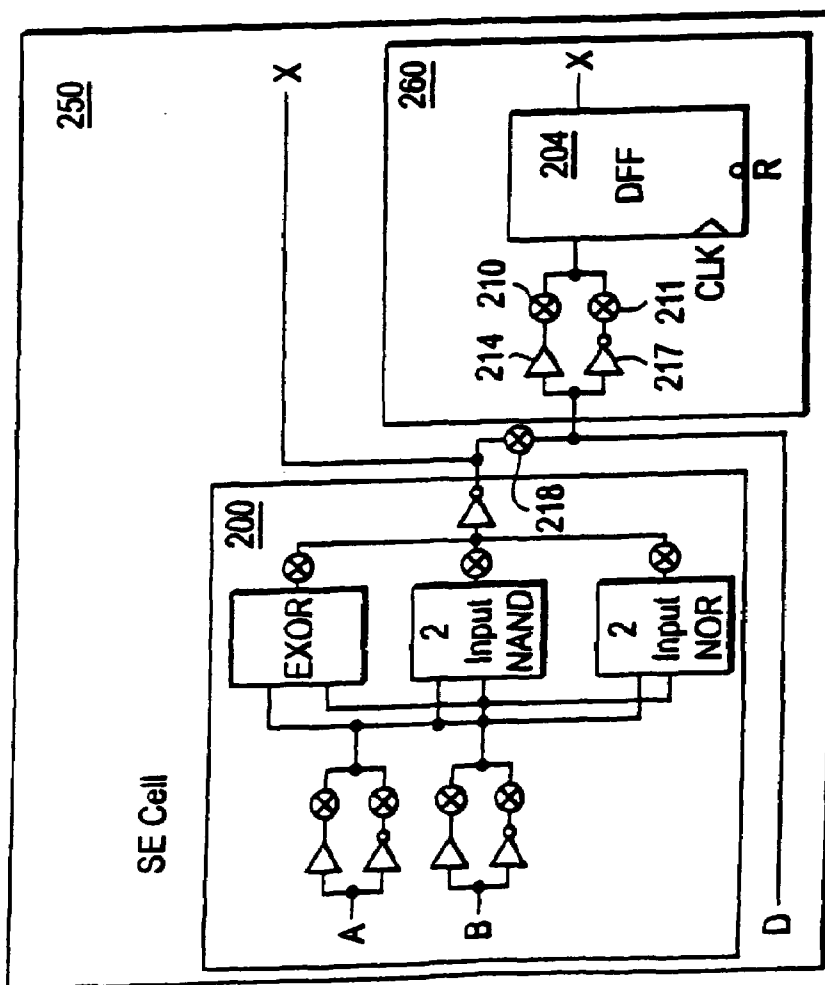 SE Cell
250
X
200
EXOR
2
Input
NAND
2
Input
NOR
A
B
D
218
260
214
210
217
211
204
DFF
X
CLK
R